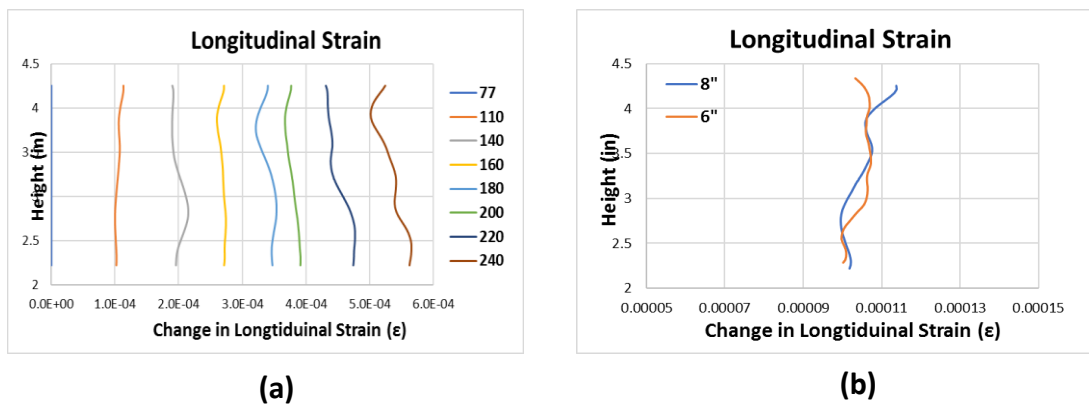 Longitudinal Strain
4.5
4
3.5
3
2.5
2
Height (in)
0.0E+00 1.0E-04 2.0E-04 3.0E-04 4.0E-04 5.0E-04 6.0E-04
Change in Longtiduinal Strain (ε)
77
110
140
160
180
200
220
240
(a)
Longitudinal Strain
4.5
4
3.5
3
2.5
2
Height (in)
8"
6"
0.00005 0.00007 0.00009 0.00011 0.00013 0.00015
Change in Longtiduinal Strain (ε)
(b)